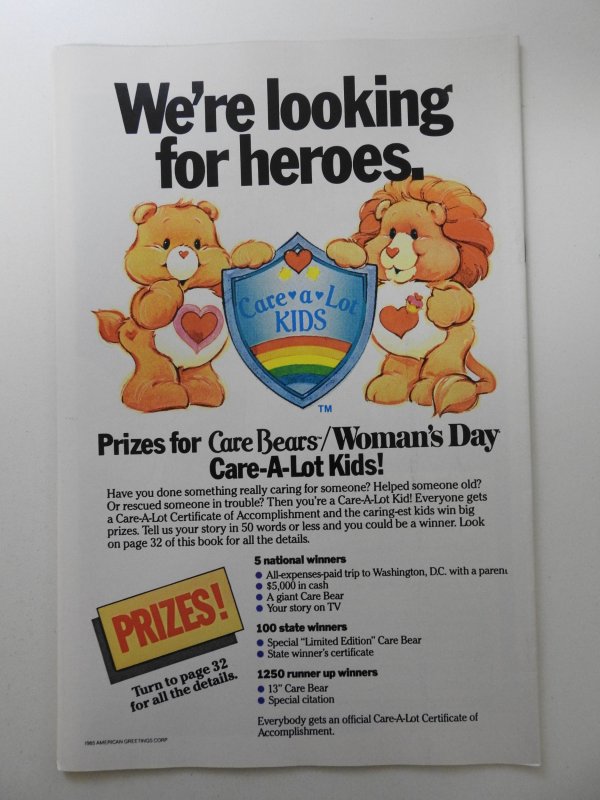 We're looking
for heroes.
Care♥a♥Lot
KIDS
TM
Prizes for Care Bears™/Woman's Day
Care-A-Lot Kids!
Have you done something really caring for someone? Helped someone old?
Or rescued someone in trouble? Then you're a Care-A-Lot Kid! Everyone gets
a Care-A-Lot Certificate of Accomplishment and the caring-est kids win big
prizes. Tell us your story in 50 words or less and you could be a winner. Look
on page 32 of this book for all the details.
PRIZES!
Turn to page 32
for all the details.
5 national winners
● All-expenses-paid trip to Washington, D.C. with a parent
● $5,000 in cash
● A giant Care Bear
● Your story on TV
100 state winners
● Special "Limited Edition" Care Bear
● State winner's certificate
1250 runner up winners
● 13" Care Bear
● Special citation
Everybody gets an official Care-A-Lot Certificate of
Accomplishment.
1985 AMERICAN GREETINGS CORP